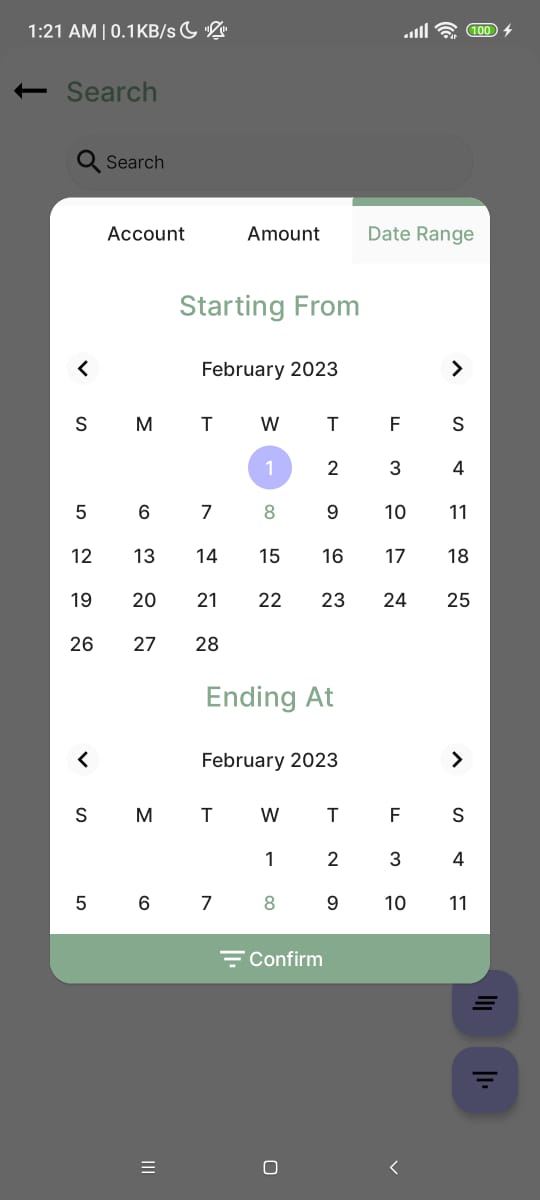 1:21 AM | 0.1KB/s
100
Search
Search
Account Amount Date Range
Starting From
February 2023
S M T W T F S
1 2 3 4
5 6 7 8 9 10 11
12 13 14 15 16 17 18
19 20 21 22 23 24 25
26 27 28
Ending At
February 2023
S M T W T F S
1 2 3 4
5 6 7 8 9 10 11
Confirm